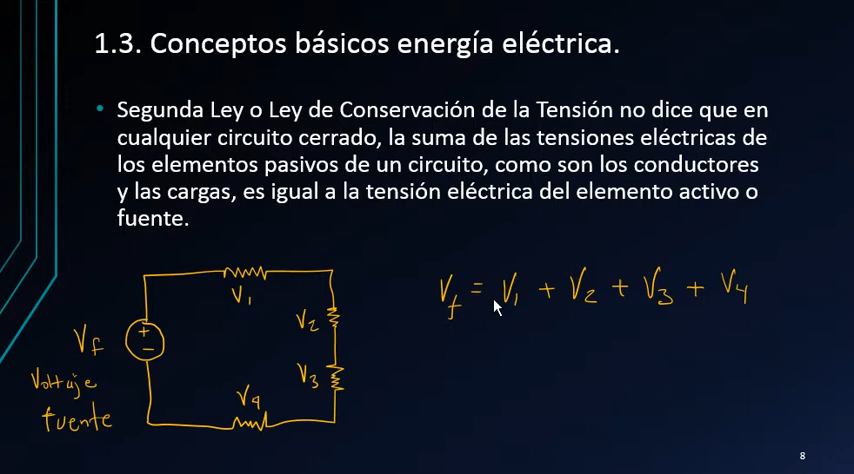 1.3. Conceptos básicos energía eléctrica.
• Segunda Ley o Ley de Conservación de la Tensión no dice que en
cualquier circuito cerrado, la suma de las tensiones eléctricas de
los elementos pasivos de un circuito, como son los conductores
y las cargas, es igual a la tensión eléctrica del elemento activo o
fuente.
V1
V2
V3
V4
+
−
Vf
Voltaje
fuente
Vf = V1 + V2 + V3 + V4
8